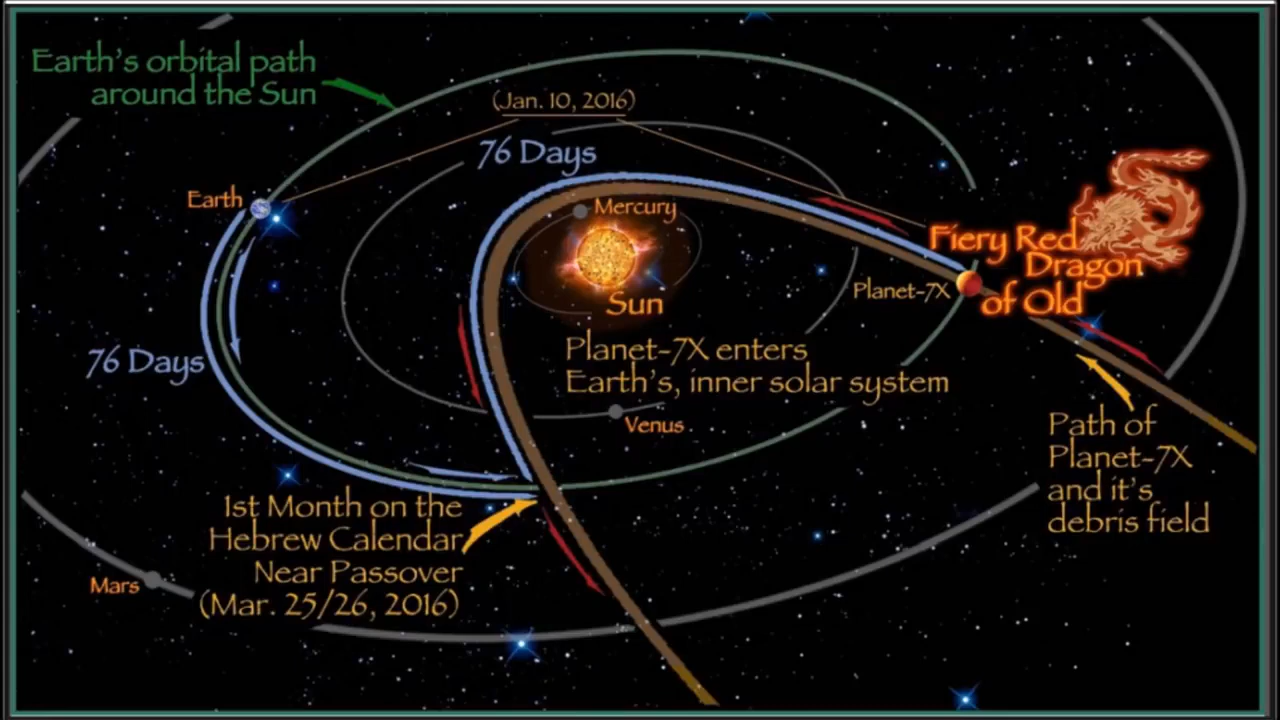 Earth's orbital path
around the Sun
(Jan. 10, 2016)
76 Days
Earth
Mercury
Fiery Red
Dragon
of Old
Planet-7X
Sun
76 Days
Planet-7X enters
Earth's, inner solar system
Venus
Path of
Planet-7X
and it's
debris field
1st Month on the
Hebrew Calendar
Near Passover
(Mar. 25/26, 2016)
Mars